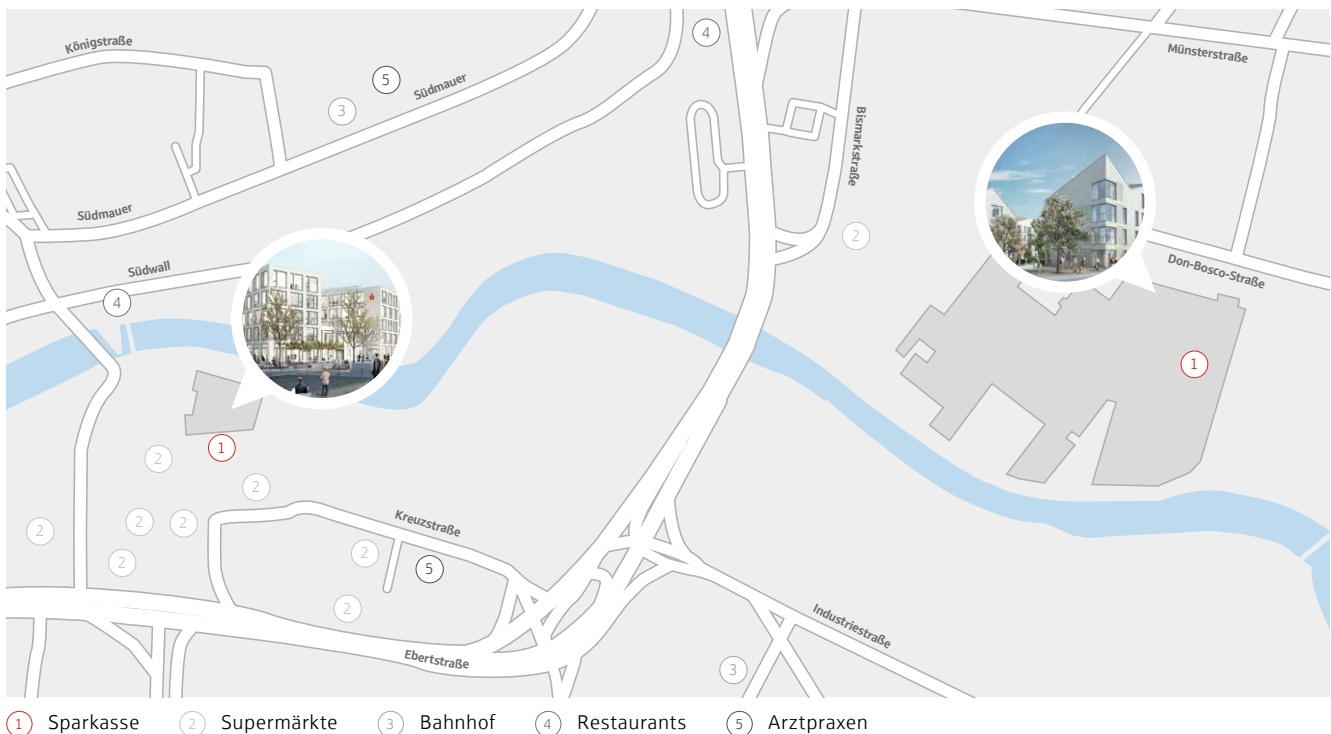 4
Königstraße
Münsterstraße
5
Südmauer
3
Bismarkstraße
Südmauer
2
Don-Bosco-Straße
Südwall
4
1
1
2
2
Kreuzstraße
2
2
2
2
2
5
2
Industriestraße
Ebertstraße
3
1 Sparkasse 2 Supermärkte 3 Bahnhof 4 Restaurants 5 Arztpraxen